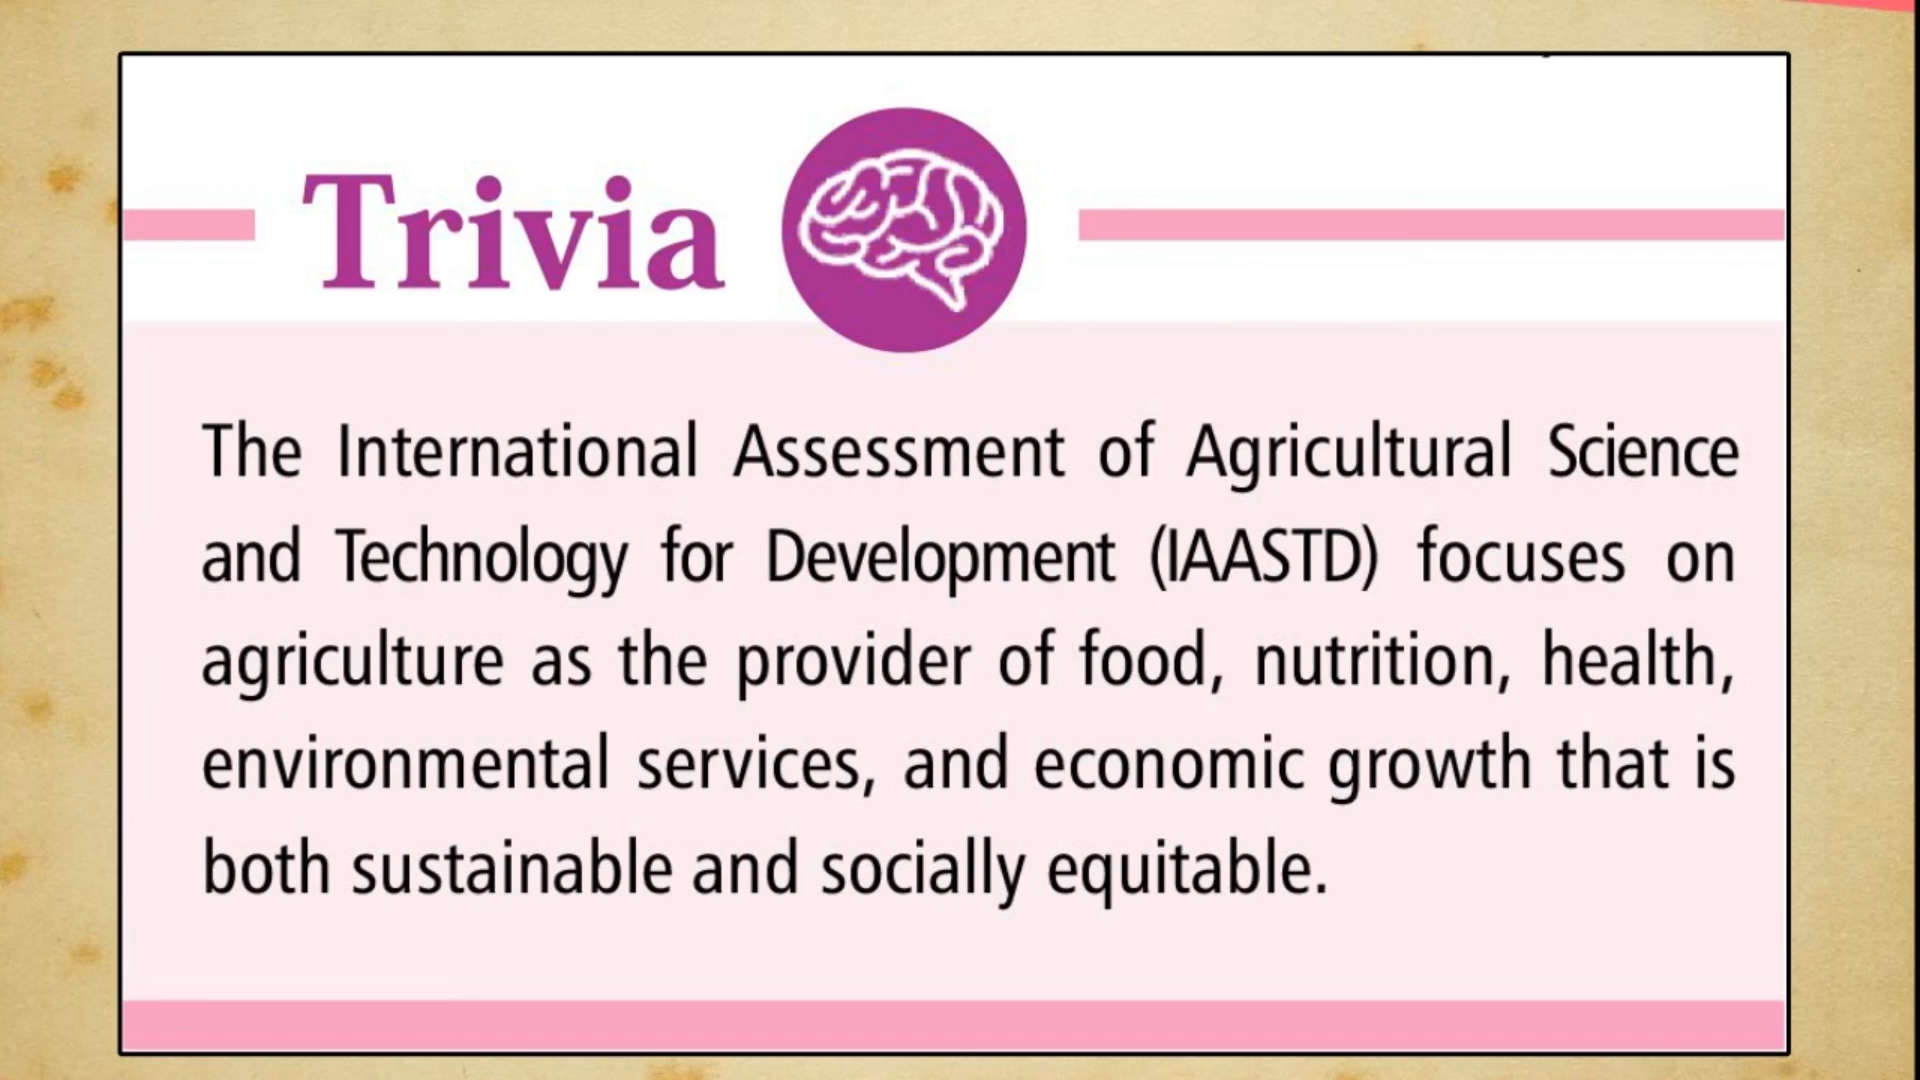 Trivia
The International Assessment of Agricultural Science
and Technology for Development (IAASTD) focuses on
agriculture as the provider of food, nutrition, health,
environmental services, and economic growth that is
both sustainable and socially equitable.